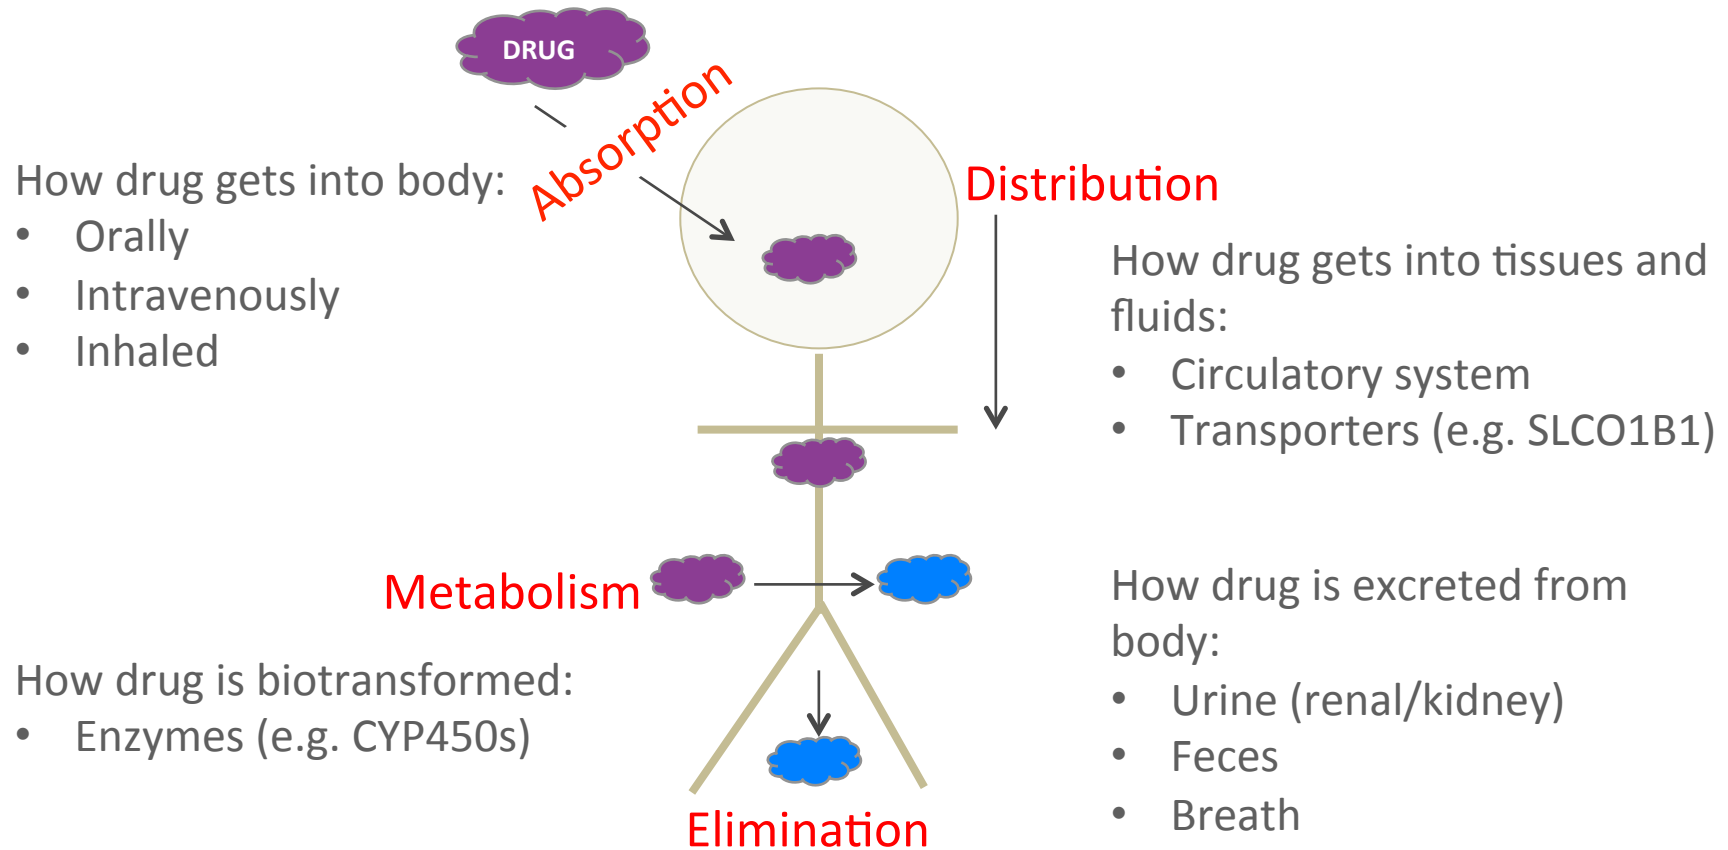 DRUG
Absorption
How drug gets into body:
• Orally
• Intravenously
• Inhaled
Distribution
How drug gets into tissues and
fluids:
• Circulatory system
• Transporters (e.g. SLCO1B1)
Metabolism
How drug is biotransformed:
• Enzymes (e.g. CYP450s)
How drug is excreted from
body:
• Urine (renal/kidney)
• Feces
• Breath
Elimination